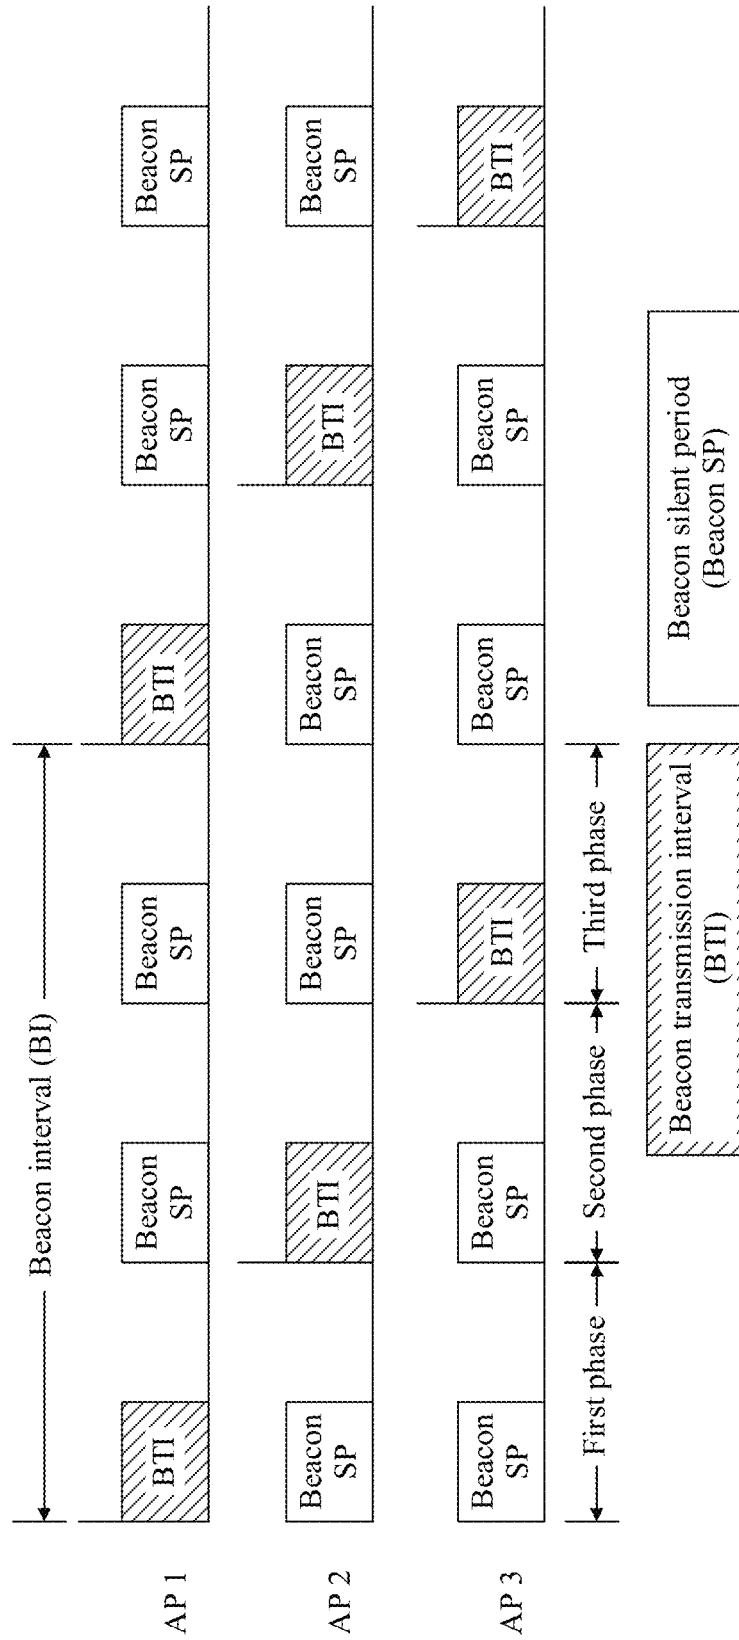 Beacon interval (BI)
AP 1
BTI
Beacon
SP
Beacon
SP
BTI
Beacon
SP
Beacon
SP
AP 2
Beacon
SP
BTI
Beacon
SP
Beacon
SP
BTI
Beacon
SP
AP 3
Beacon
SP
Beacon
SP
BTI
Beacon
SP
Beacon
SP
BTI
First phase
Second phase
Third phase
Beacon transmission interval
(BTI)
Beacon silent period
(Beacon SP)